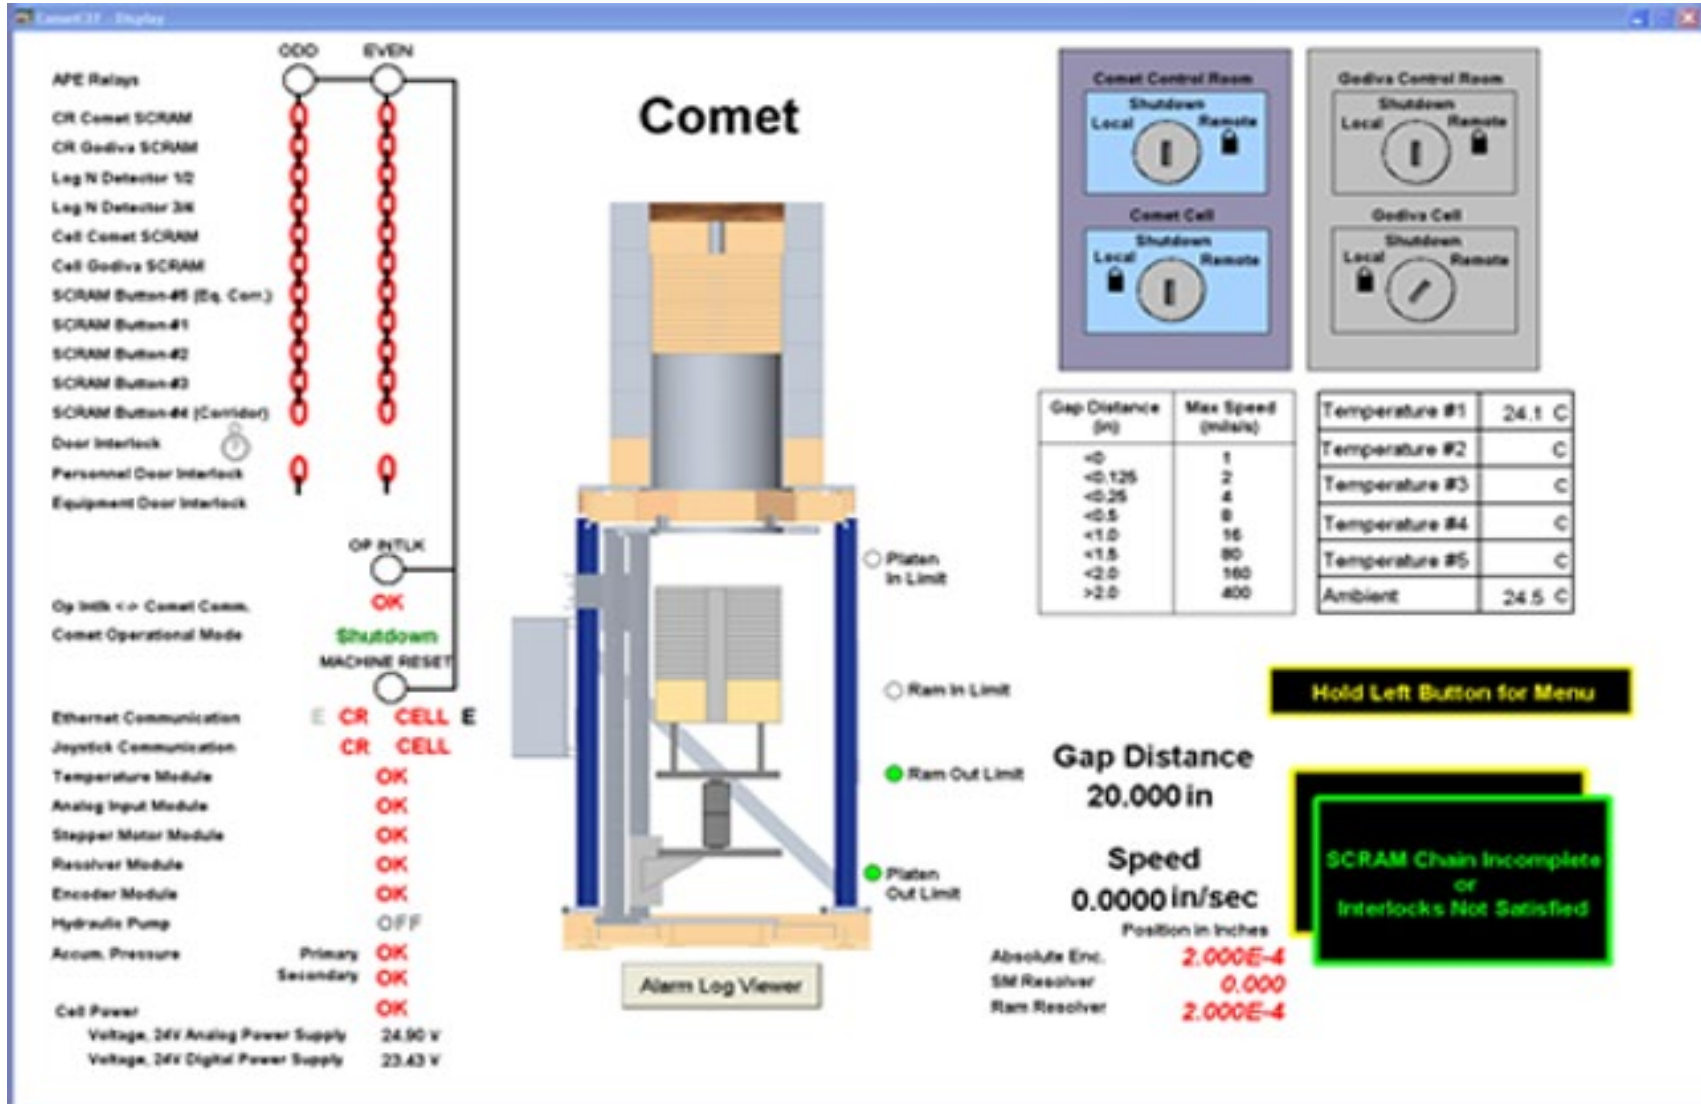 CometCEF - Display
ODD EVEN
APE Relays
CR Comet SCRAM
CR Godiva SCRAM
Log N Detector 1/2
Log N Detector 3/4
Cell Comet SCRAM
Cell Godiva SCRAM
SCRAM Button-#5 (Eq. Corr.)
SCRAM Button-#1
SCRAM Button-#2
SCRAM Button-#3
SCRAM Button-#4 (Corridor)
Door Interlock
Personnel Door Interlock
Equipment Door Interlock
OP INTLK
Op Intlk <-> Comet Comm. OK
Comet Operational Mode Shutdown
MACHINE RESET
Ethernet Communication E CR CELL E
Joystick Communication CR CELL
Temperature Module OK
Analog Input Module OK
Stepper Motor Module OK
Resolver Module OK
Encoder Module OK
Hydraulic Pump OFF
Accum. Pressure Primary OK
Secondary OK
Cell Power OK
Voltage, 24V Analog Power Supply 24.90 V
Voltage, 24V Digital Power Supply 23.43 V
Comet
Platen
In Limit
Ram In Limit
Ram Out Limit
Platen
Out Limit
Alarm Log Viewer
Comet Control Room
Shutdown
Local Remote
Comet Cell
Shutdown
Local Remote
Godiva Control Room
Shutdown
Local Remote
Godiva Cell
Shutdown
Local Remote
Gap Distance Max Speed
(in) (mils/s)
<0 1
<0.125 2
<0.25 4
<0.5 8
<1.0 16
<1.5 80
<2.0 160
>2.0 400
Temperature #1 24.1 C
Temperature #2 C
Temperature #3 C
Temperature #4 C
Temperature #5 C
Ambient 24.5 C
Hold Left Button for Menu
Gap Distance
20.000 in
Speed
0.0000 in/sec
Position in Inches
Absolute Enc. 2.000E-4
SM Resolver 0.000
Ram Resolver 2.000E-4
SCRAM Chain Incomplete
or
Interlocks Not Satisfied